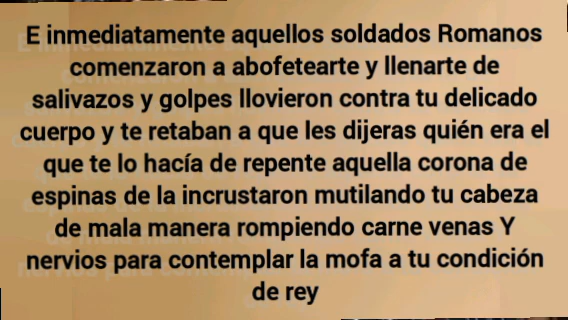 E inmediatamente aquellos soldados Romanos
comenzaron a abofetearte y llenarte de
salivazos y golpes llovieron contra tu delicado
cuerpo y te retaban a que les dijeras quién era el
que te lo hacía de repente aquella corona de
espinas de la incrustaron mutilando tu cabeza
de mala manera rompiendo carne venas Y
nervios para contemplar la mofa a tu condición
de rey